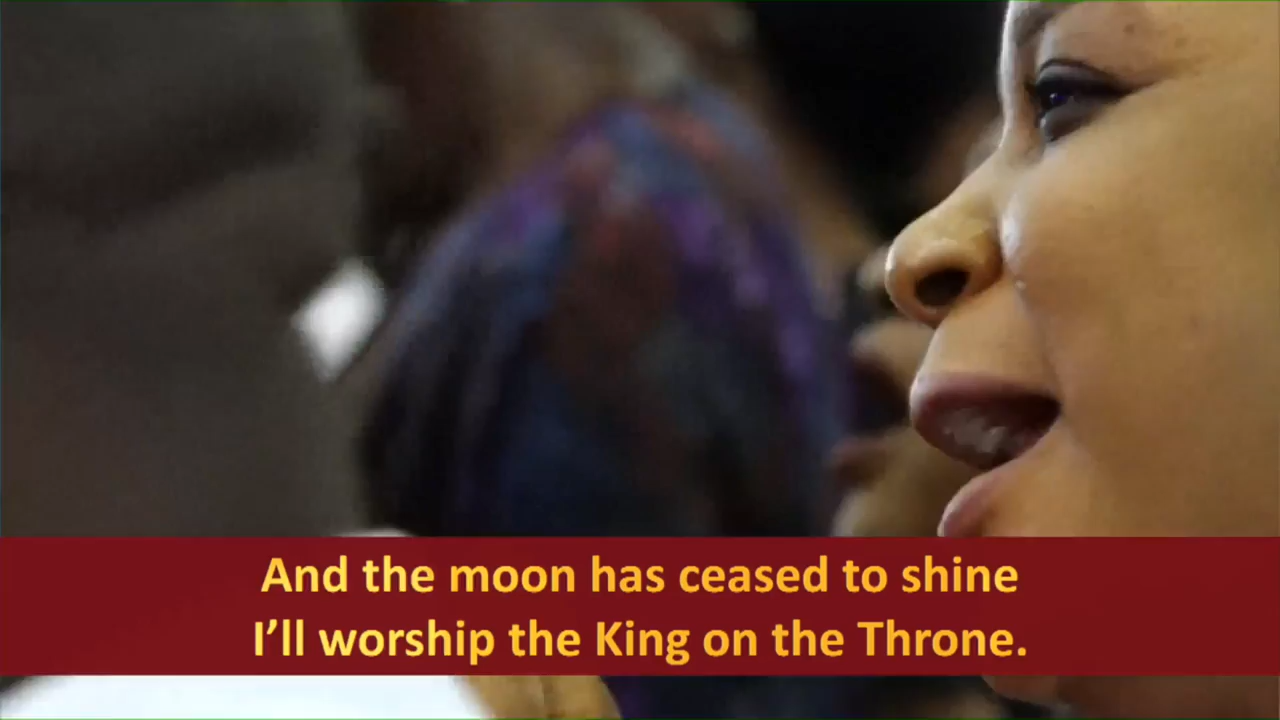 And the moon has ceased to shine
I’ll worship the King on the Throne.